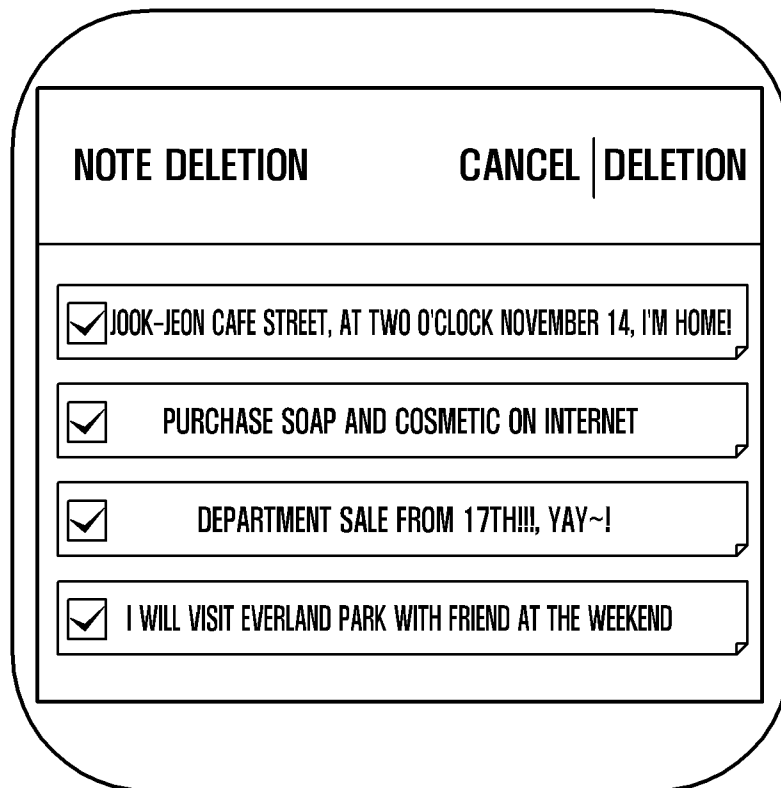 NOTE DELETION CANCEL | DELETION
JOOK-JEON CAFE STREET, AT TWO O'CLOCK NOVEMBER 14, I'M HOME!
PURCHASE SOAP AND COSMETIC ON INTERNET
DEPARTMENT SALE FROM 17TH!!!, YAY~!
I WILL VISIT EVERLAND PARK WITH FRIEND AT THE WEEKEND